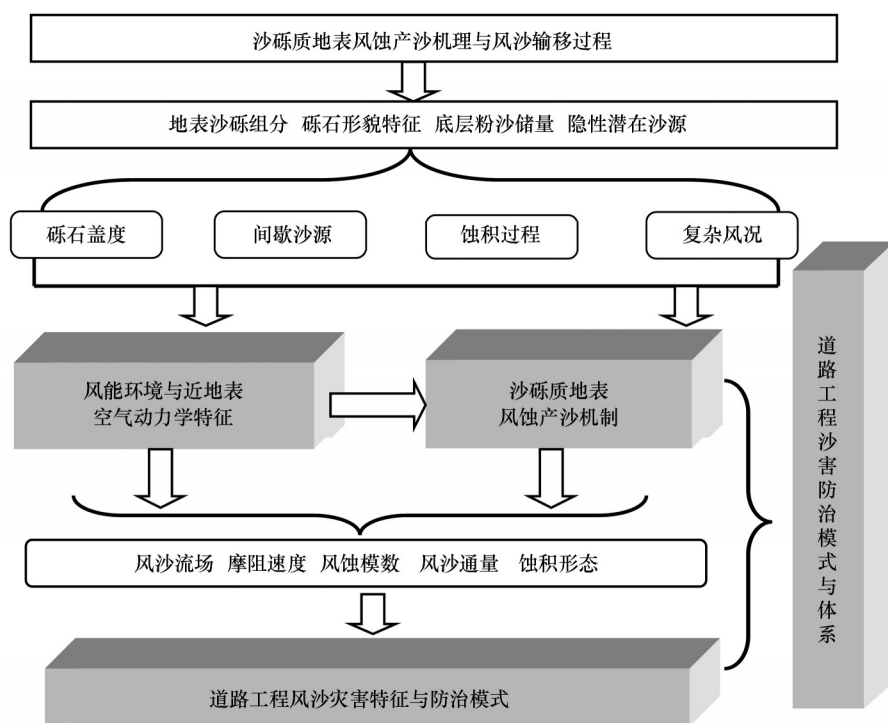 沙砾质地表风蚀产沙机理与风沙输移过程
地表沙砾组分 砾石形貌特征 底层粉沙储量 隐性潜在沙源
砾石盖度
间歇沙源
蚀积过程
复杂风况
风能环境与近地表
空气动力学特征
沙砾质地表
风蚀产沙机制
道路工程沙害防治模式与体系
风沙流场 摩阻速度 风蚀模数 风沙通量 蚀积形态
道路工程风沙灾害特征与防治模式